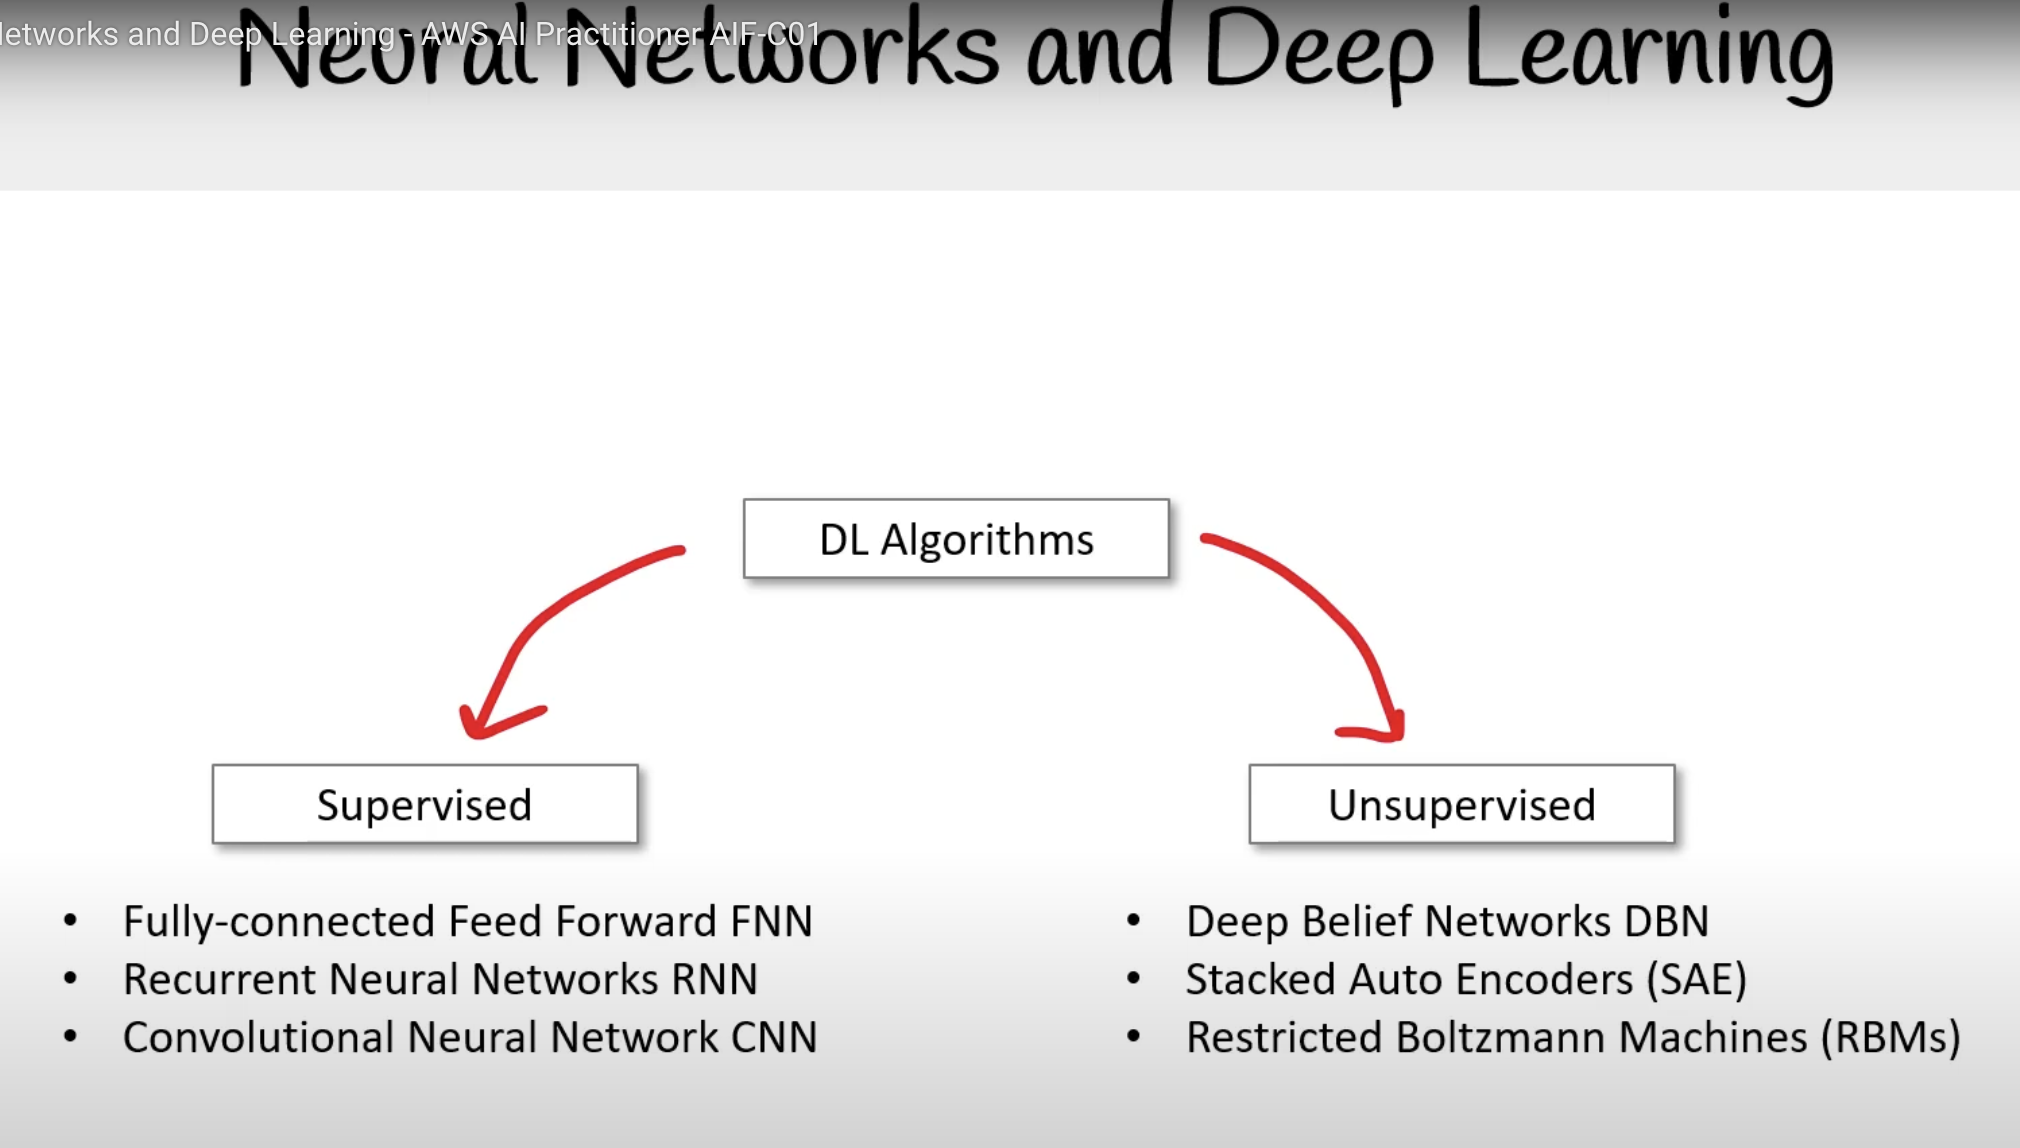 Neural Networks and Deep Learning
etworks and Deep Learning - AWS AI Practitioner AIF-C01
DL Algorithms
Supervised
Unsupervised
• Fully-connected Feed Forward FNN
• Recurrent Neural Networks RNN
• Convolutional Neural Network CNN
• Deep Belief Networks DBN
• Stacked Auto Encoders (SAE)
• Restricted Boltzmann Machines (RBMs)